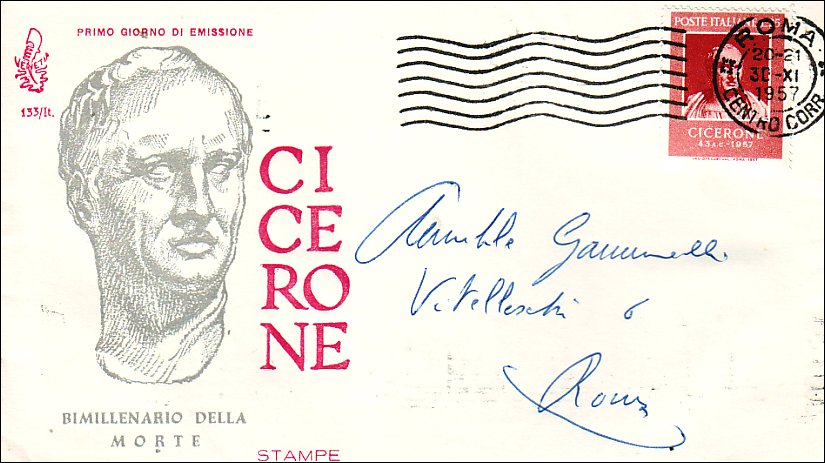 PRIMO GIORNO DI EMISSIONE
VENETIA
133/It.
POSTE ITALIANE
ROMA
20-21
30-XI
1957
CENTRO CORR
CICERONE
43 A.C.-1957
CI
CE
RO
NE
Vitelleschi 6
Roma
BIMILLENARIO DELLA
MORTE
STAMPE